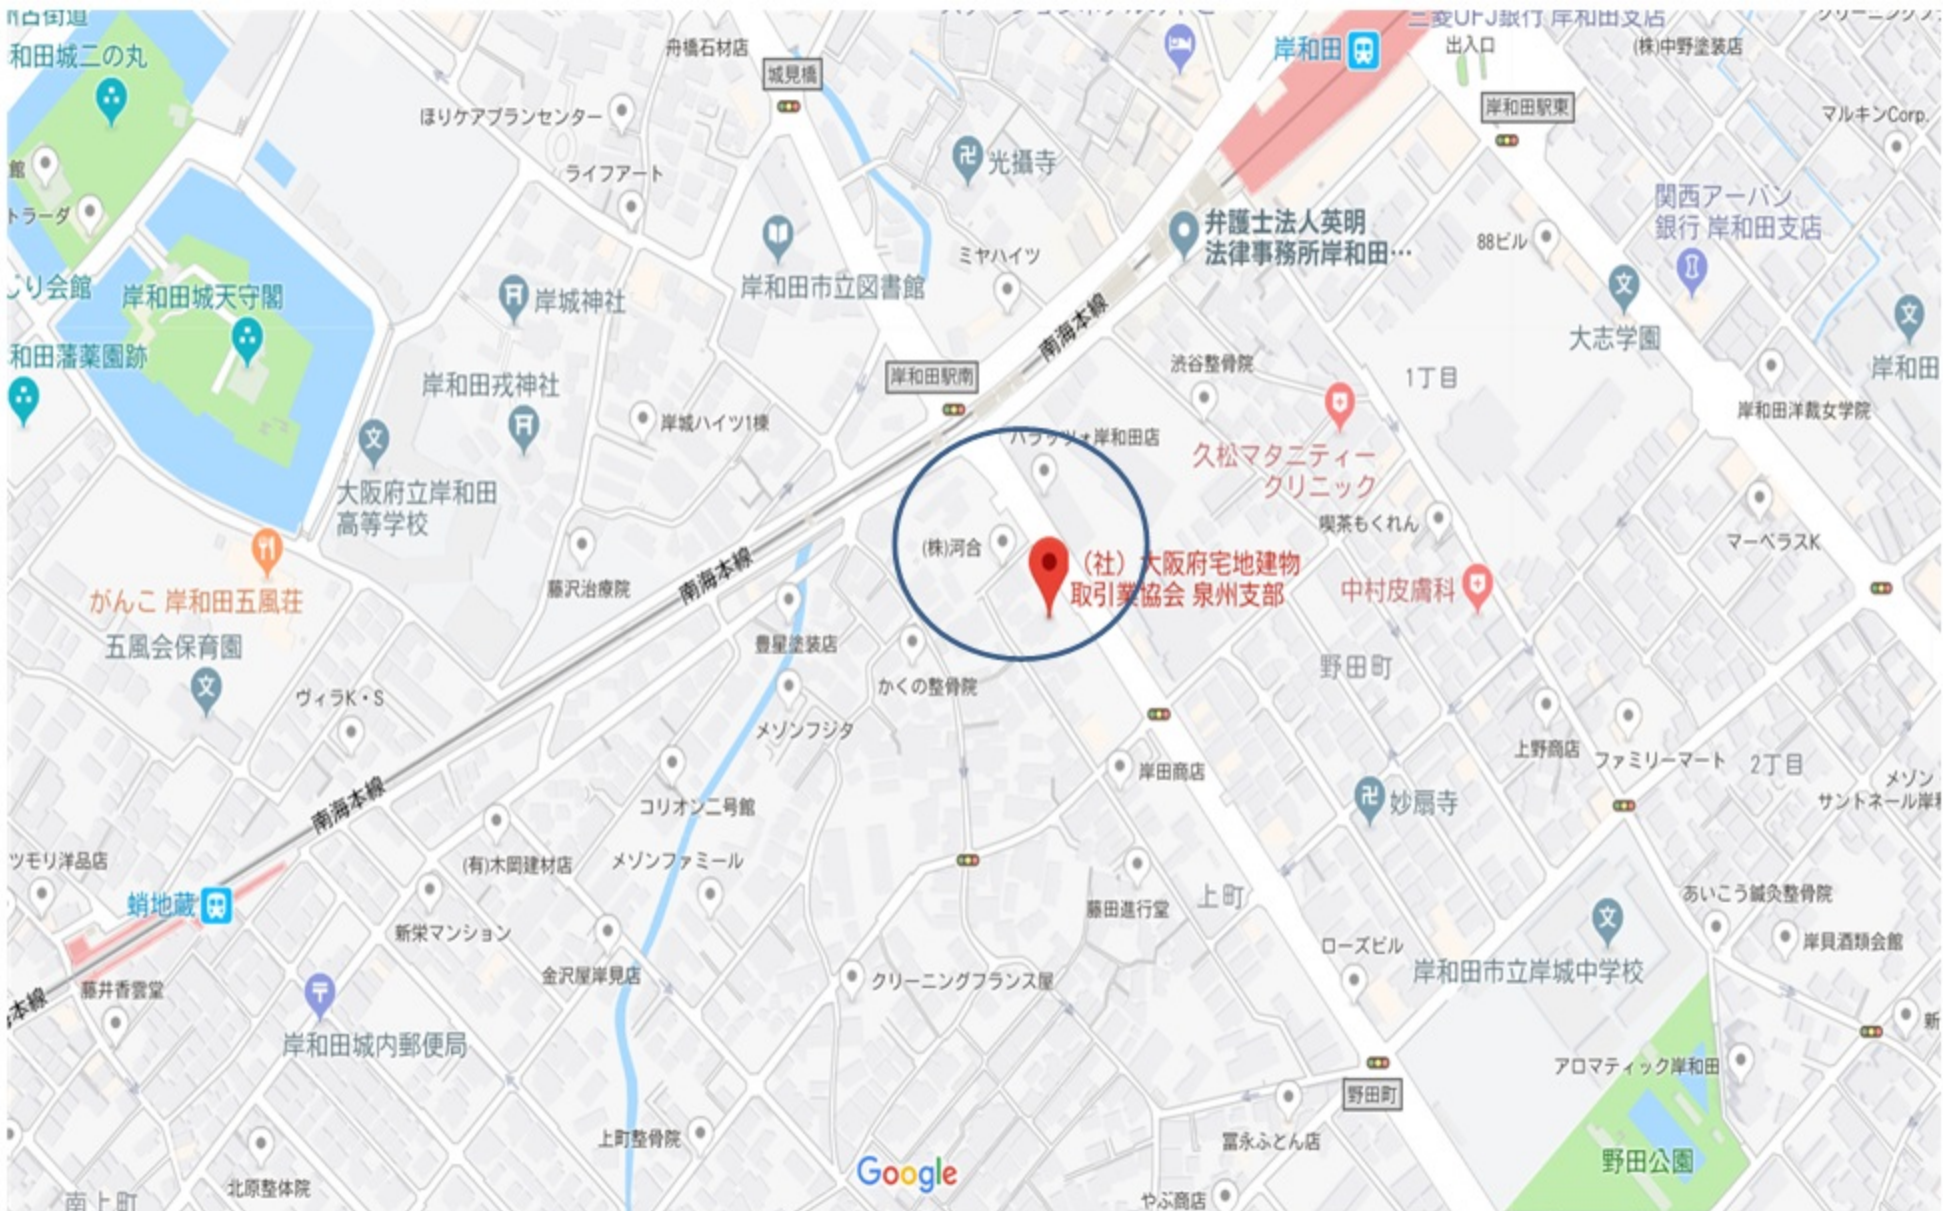 和田城二の丸
舟橋石材店
城見橋
岸和田
三菱UFJ銀行 岸和田支店
出入口
(株)中野塗装店
岸和田駅東
マルキンCorp.
ほりケアプランセンター
館
トラーダ
ライフアート
光攝寺
弁護士法人英明
法律事務所岸和田…
88ビル
関西アーバン
銀行 岸和田支店
じり会館
岸和田城天守閣
岸城神社
岸和田市立図書館
ミヤハイツ
南海本線
大志学園
岸和田
和田藩薬園跡
岸和田戎神社
岸和田駅南
渋谷整骨院
1丁目
岸和田洋裁女学院
岸城ハイツ1棟
パラッツォ岸和田店
久松マタニティー
クリニック
大阪府立岸和田
高等学校
喫茶もくれん
マーベラスK
(株)河合
(社) 大阪府宅地建物
取引業協会 泉州支部
中村皮膚科
がんこ 岸和田五風荘
藤沢治療院
南海本線
五風会保育園
豊星塗装店
かくの整骨院
野田町
ヴィラK・S
メゾンフジタ
岸田商店
上野商店
ファミリーマート
2丁目
メゾン
サントネール岸和
南海本線
コリオン二号館
妙扇寺
ツモリ洋品店
(有)木岡建材店
メゾンファミール
蛸地蔵
新栄マンション
藤田進行堂
上町
あいこう鍼灸整骨院
岸貝酒類会館
ローズビル
岸和田市立岸城中学校
本線
藤井香雲堂
金沢屋岸見店
クリーニングフランス屋
新
岸和田城内郵便局
アロマティック岸和田
野田町
上町整骨院
冨永ふとん店
野田公園
Google
北原整体院
南上町
やぶ商店